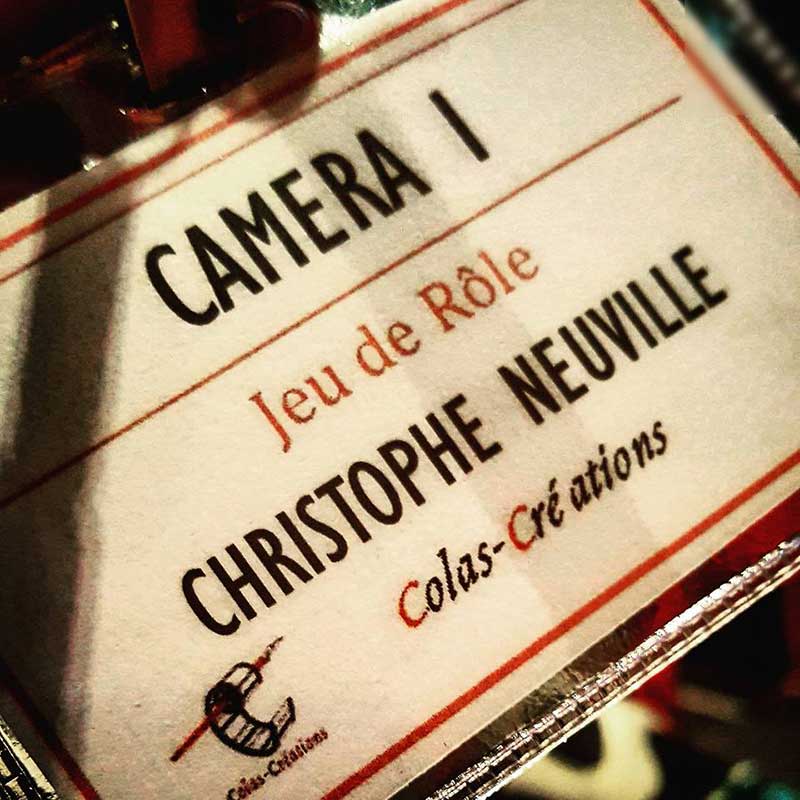 CAMERA 1
Jeu de Rôle
CHRISTOPHE NEUVILLE
Colas-Créations
Colas-Créations